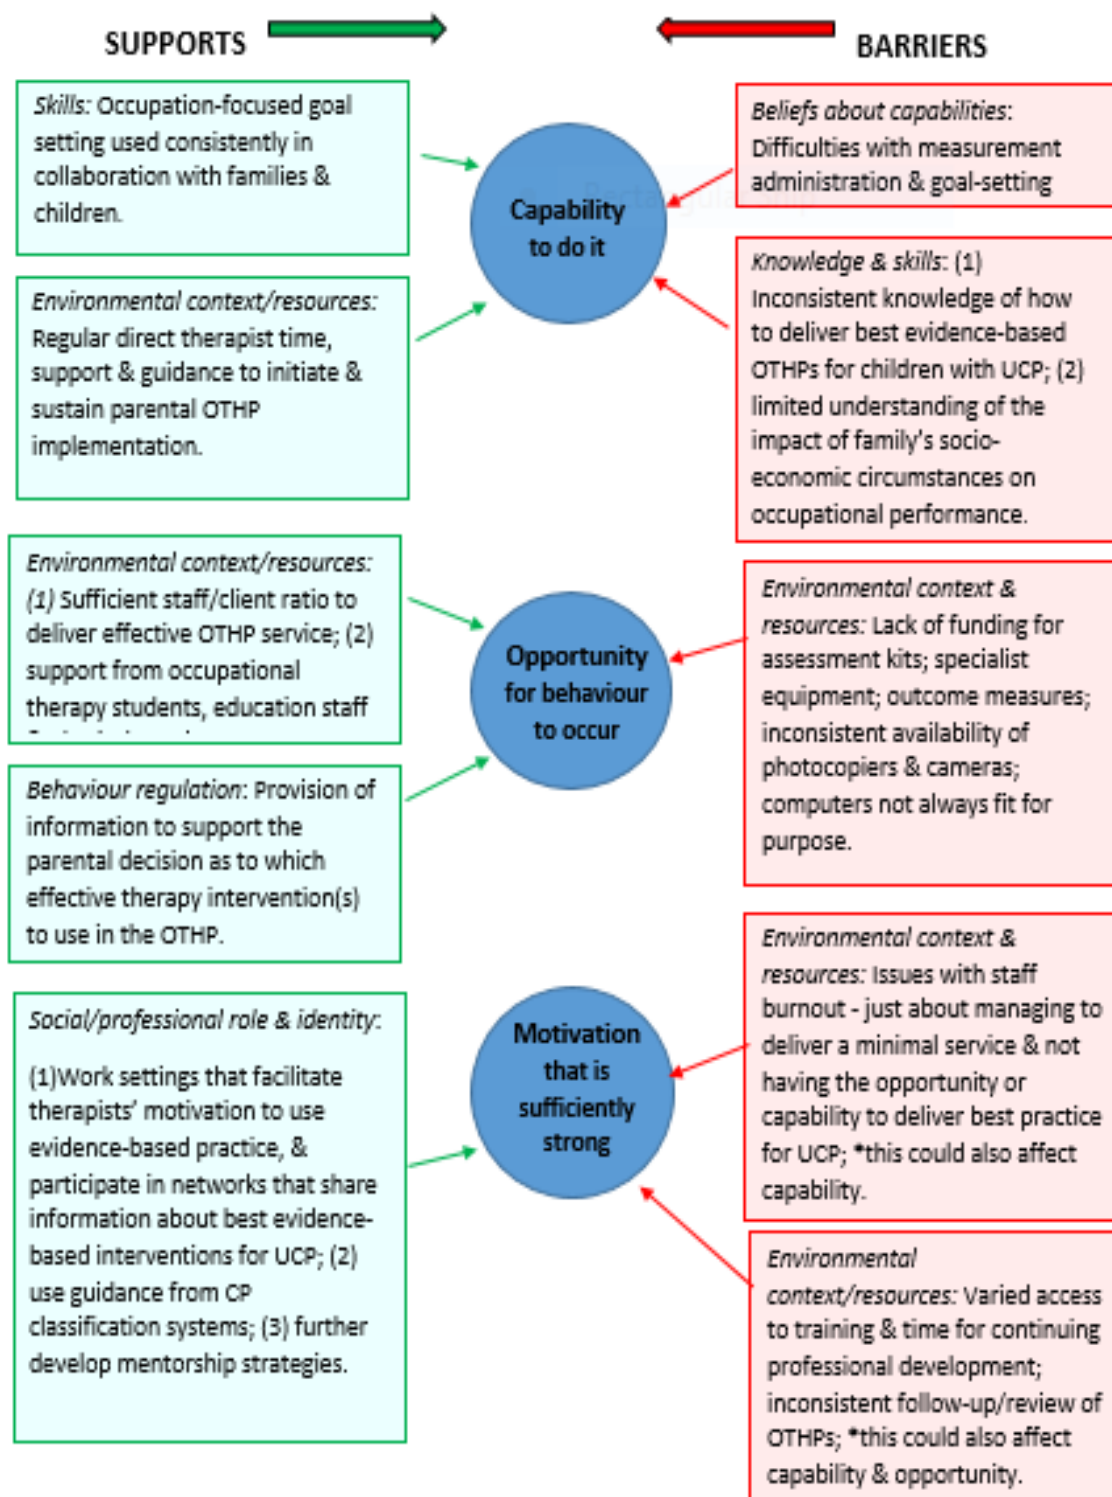 SUPPORTS
BARRIERS
Skills: Occupation-focused goal
setting used consistently in
collaboration with families &
children.
Environmental context/resources:
Regular direct therapist time,
support & guidance to initiate &
sustain parental OTHP
implementation.
Capability
to do it
Beliefs about capabilities:
Difficulties with measurement
administration & goal-setting
Knowledge & skills: (1)
Inconsistent knowledge of how
to deliver best evidence-based
OTHPs for children with UCP; (2)
limited understanding of the
impact of family's socio-
economic circumstances on
occupational performance.
Environmental context/resources:
(1) Sufficient staff/client ratio to
deliver effective OTHP service; (2)
support from occupational
therapy students, education staff
Behaviour regulation: Provision of
information to support the
parental decision as to which
effective therapy intervention(s)
to use in the OTHP.
Opportunity
for behaviour
to occur
Environmental context &
resources: Lack of funding for
assessment kits; specialist
equipment; outcome measures;
inconsistent availability of
photocopiers & cameras;
computers not always fit for
purpose.
Social/professional role & identity:
(1)Work settings that facilitate
therapists' motivation to use
evidence-based practice, &
participate in networks that share
information about best evidence-
based interventions for UCP; (2)
use guidance from CP
classification systems; (3) further
develop mentorship strategies.
Motivation
that is
sufficiently
strong
Environmental context &
resources: Issues with staff
burnout - just about managing to
deliver a minimal service & not
having the opportunity or
capability to deliver best practice
for UCP; *this could also affect
capability.
Environmental
context/resources: Varied access
to training & time for continuing
professional development;
inconsistent follow-up/review of
OTHPs; *this could also affect
capability & opportunity.